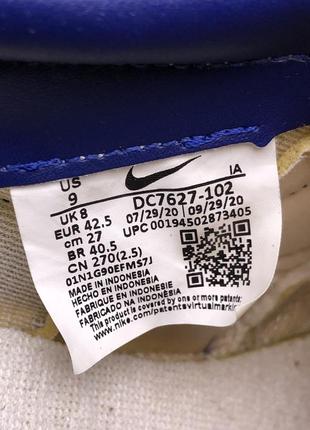 US
9
IA
UK 8
DC7627-102
EUR 42.5
07/29/20 09/29/20
cm 27
UPC 00194502873405
BR 40.5
CN 270(2.5)
01N1G90EFMS7J
MADE IN INDONESIA
HECHO EN INDONESIA
FABRIQUÉ EN INDONÉSIE
FABRICADO NA INDONÉSIA
This product is covered by one or more patents:
www.nike.com/patentsvirtualmarkin